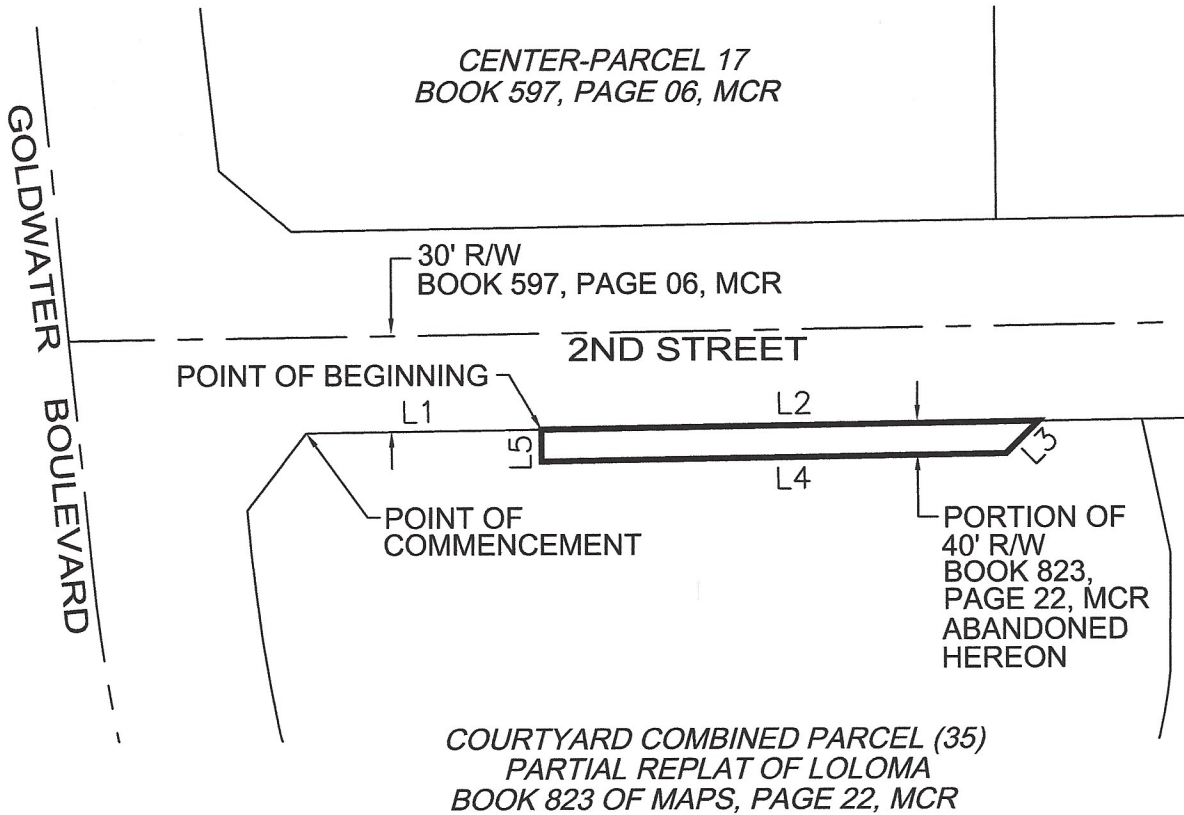 CENTER-PARCEL 17
BOOK 597, PAGE 06, MCR
GOLDWATER BOULEVARD
30' R/W
BOOK 597, PAGE 06, MCR
2ND STREET
POINT OF BEGINNING
L1
L2
L5
L3
L4
POINT OF
COMMENCEMENT
PORTION OF
40' R/W
BOOK 823,
PAGE 22, MCR
ABANDONED
HEREON
COURTYARD COMBINED PARCEL (35)
PARTIAL REPLAT OF LOLOMA
BOOK 823 OF MAPS, PAGE 22, MCR